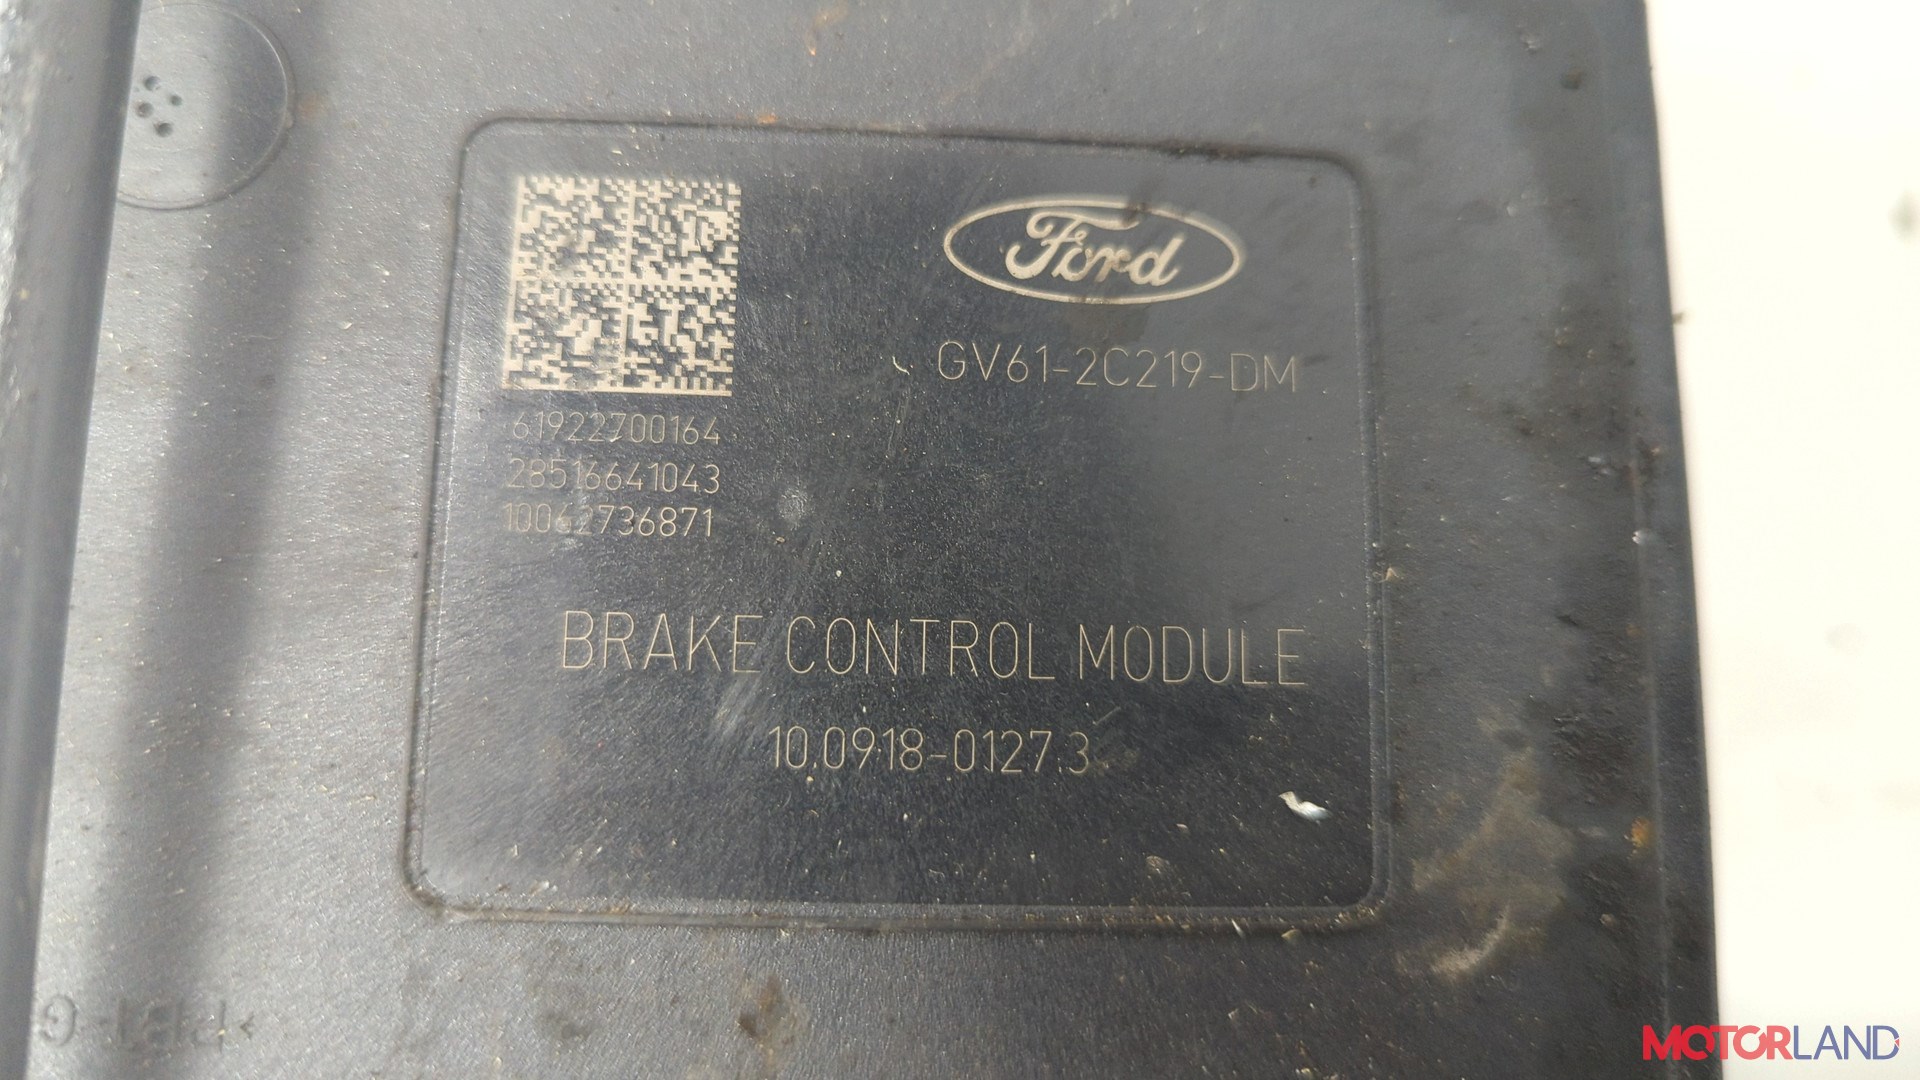 Ford
GV61-2C219-DM
61922700164
28516641043
10062736871
BRAKE CONTROL MODULE
10.0918-0127.3
MOTORLAND